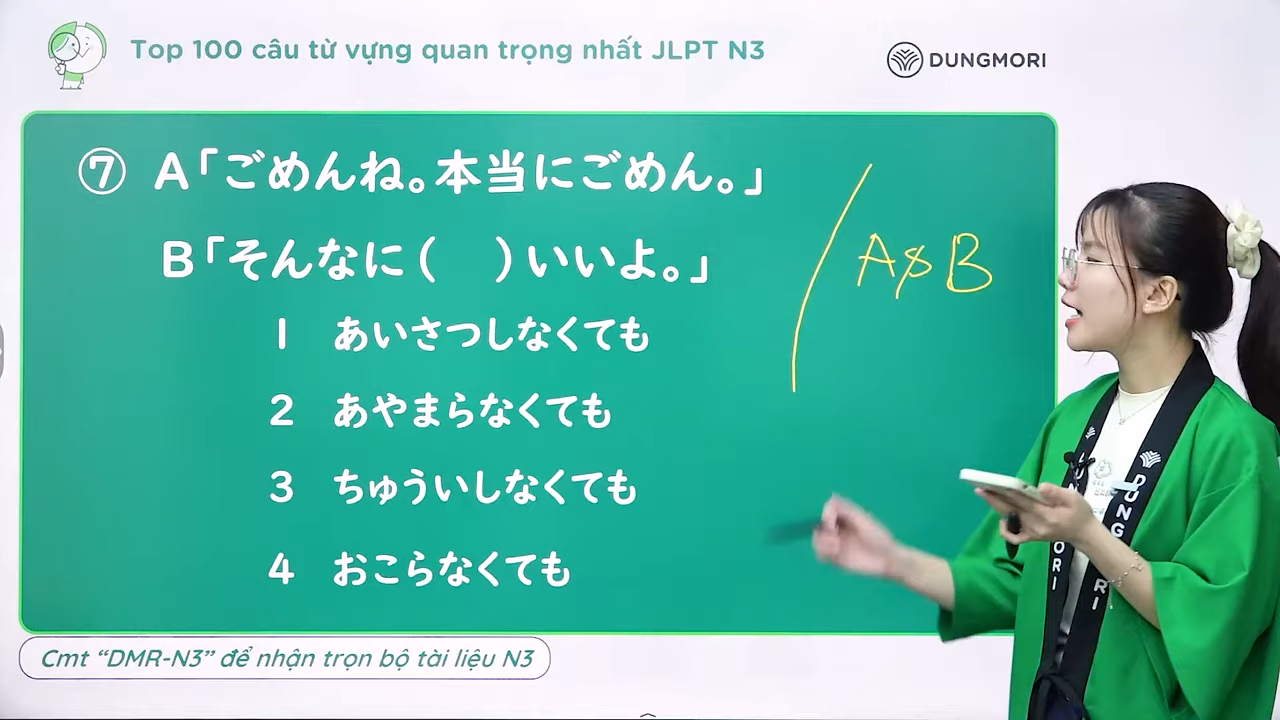 Top 100 câu từ vựng quan trọng nhất JLPT N3
DUNGMORI
⑦ A「ごめんね。本当にごめん。」
B「そんなに( )いいよ。」
1 あいさつしなくても
2 あやまらなくても
3 ちゅういしなくても
4 おこらなくても
A B
Cmt “DMR-N3” để nhận trọn bộ tài liệu N3